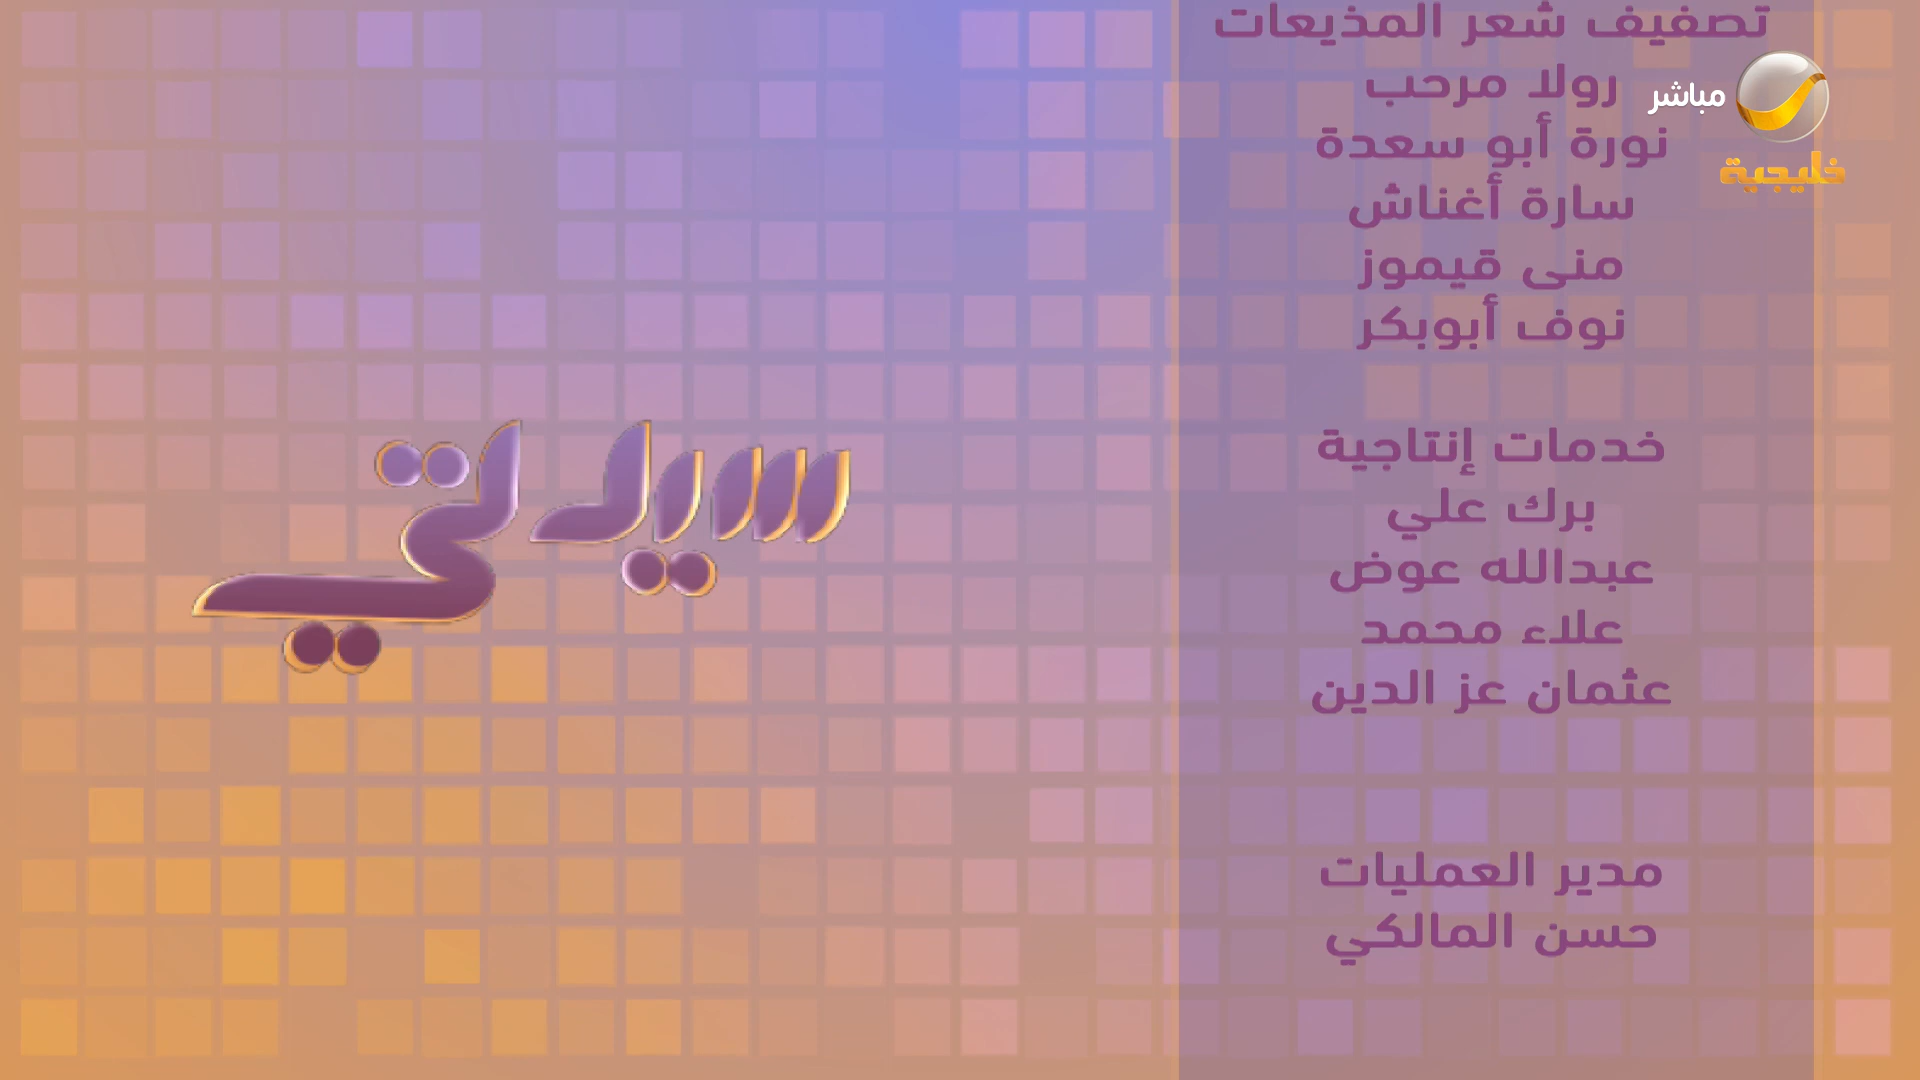 تصفيف شعر المذيعات
رولا مرحب
نورة أبو سعدة
سارة أغناش
منى قيموز
نوف أبوبكر
خدمات إنتاجية
برك علي
عبدالله عوض
علاء محمد
عثمان عز الدين
مدير العمليات
حسن المالكي
مباشر
خليجية
سيدتي